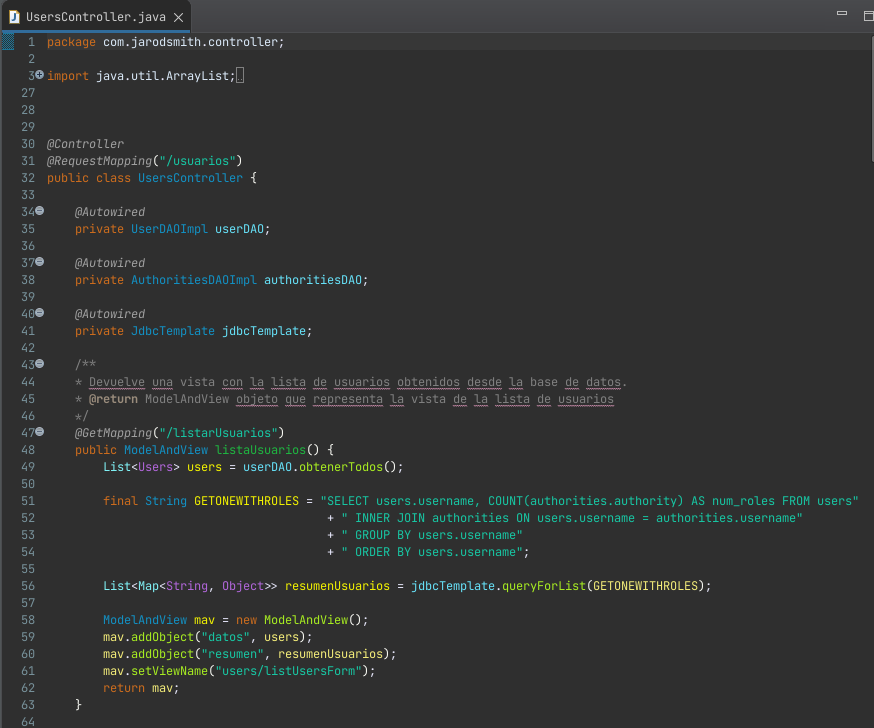 UsersController.java
1 package com.jarodsmith.controller;
2
3 import java.util.ArrayList;
27
28
29
30 @Controller
31 @RequestMapping("/usuarios")
32 public class UsersController {
33
34 @Autowired
35 private UserDAOImpl userDAO;
36
37 @Autowired
38 private AuthoritiesDAOImpl authoritiesDAO;
39
40 @Autowired
41 private JdbcTemplate jdbcTemplate;
42
43 /**
44 * Devuelve una vista con la lista de usuarios obtenidos desde la base de datos.
45 * @return ModelAndView objeto que representa la vista de la lista de usuarios
46 */
47 @GetMapping("/listarUsuarios")
48 public ModelAndView listaUsuarios() {
49 List<Users> users = userDAO.obtenerTodos();
50
51 final String GETONEWITHROLES = "SELECT users.username, COUNT(authorities.authority) AS num_roles FROM users"
52 + " INNER JOIN authorities ON users.username = authorities.username"
53 + " GROUP BY users.username"
54 + " ORDER BY users.username";
55
56 List<Map<String, Object>> resumenUsuarios = jdbcTemplate.queryForList(GETONEWITHROLES);
57
58 ModelAndView mav = new ModelAndView();
59 mav.addObject("datos", users);
60 mav.addObject("resumen", resumenUsuarios);
61 mav.setViewName("users/listUsersForm");
62 return mav;
63 }
64